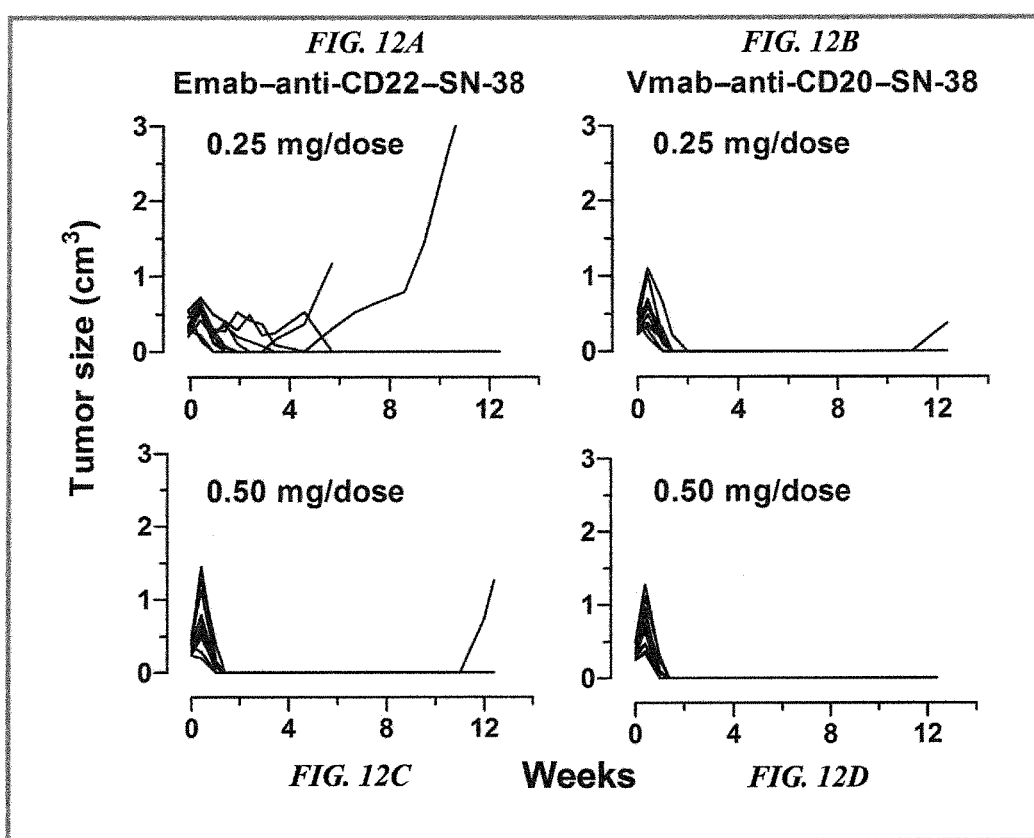 FIG. 12A
Emab–anti-CD22–SN-38
FIG. 12B
Vmab–anti-CD20–SN-38
Tumor size (cm³)
0.25 mg/dose
3
2
1
0
0 4 8 12
0.25 mg/dose
3
2
1
0
0 4 8 12
0.50 mg/dose
3
2
1
0
0 4 8 12
0.50 mg/dose
3
2
1
0
0 4 8 12
FIG. 12C
Weeks
FIG. 12D